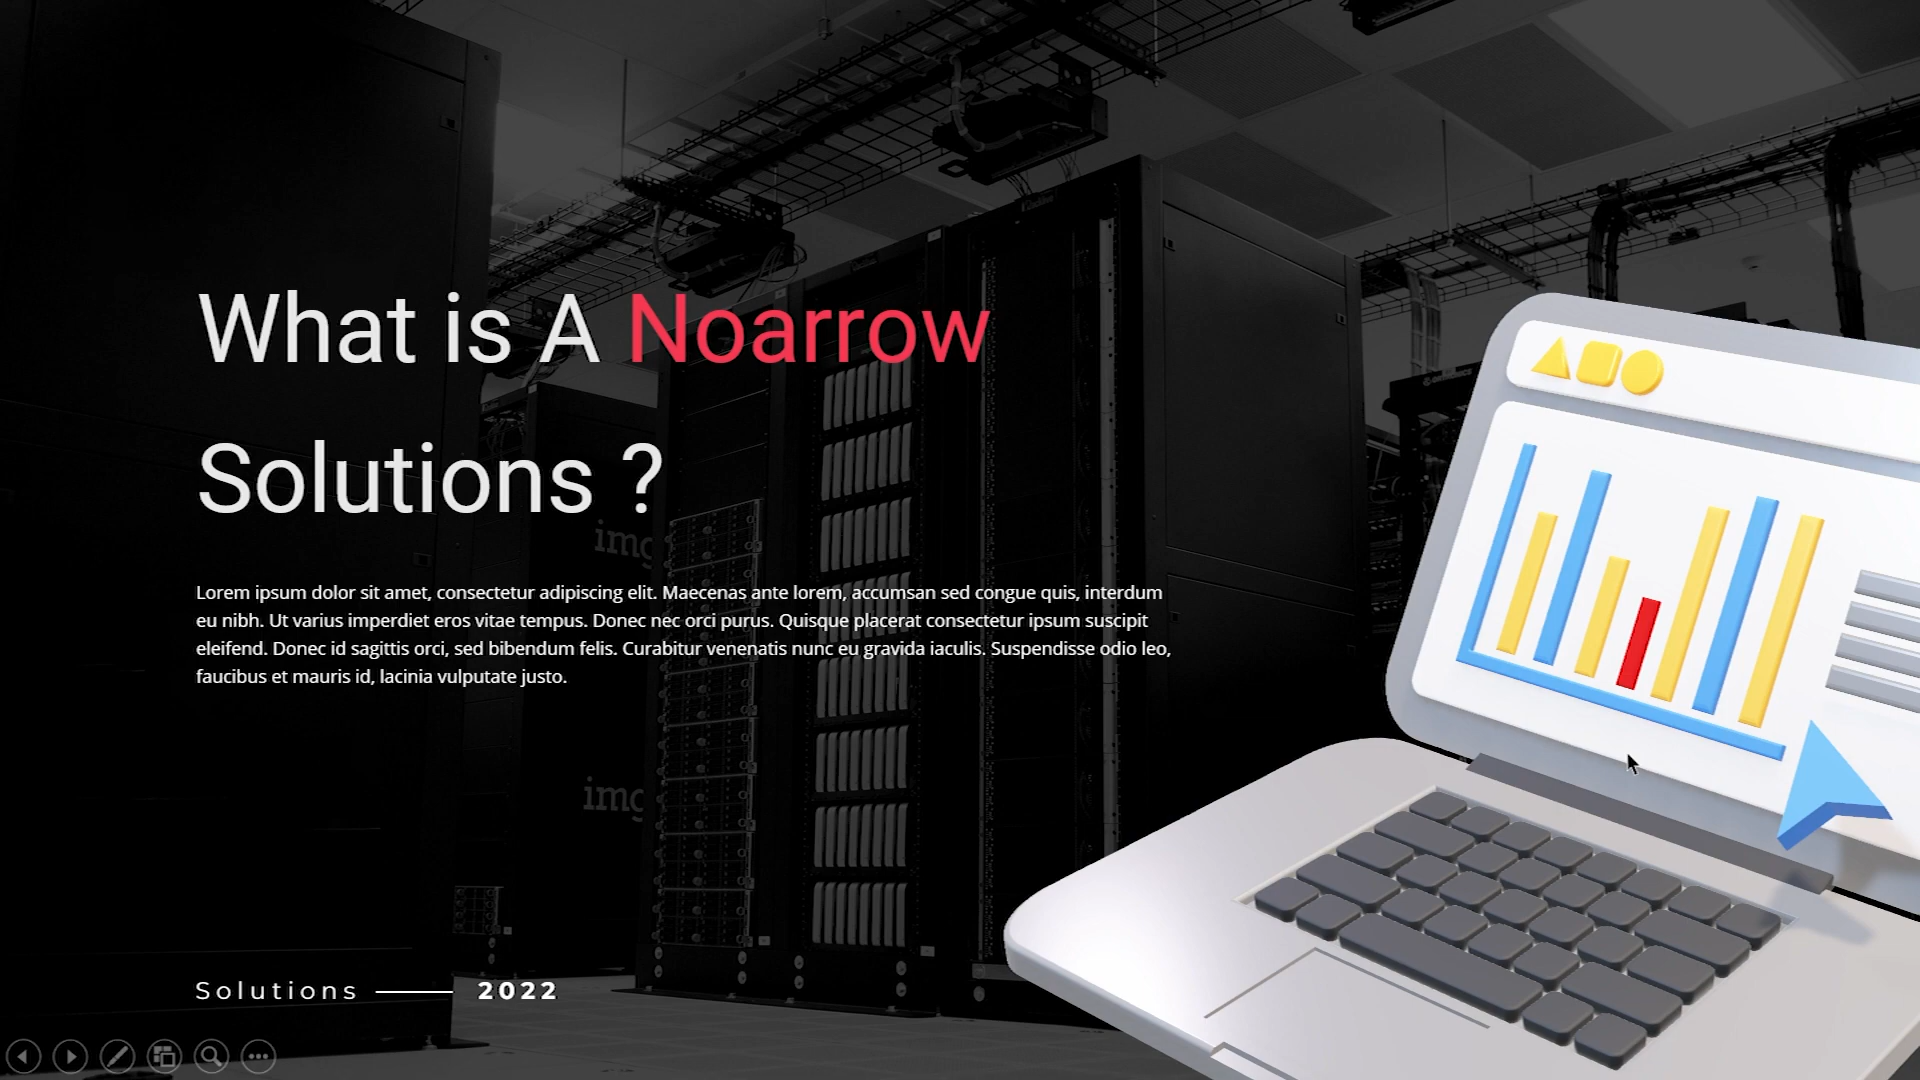 What is A Noarrow
Solutions ?
img
Lorem ipsum dolor sit amet, consectetur adipiscing elit. Maecenas ante lorem, accumsan sed congue quis, interdum
eu nibh. Ut varius imperdiet eros vitae tempus. Donec nec orci purus. Quisque placerat consectetur ipsum suscipit
eleifend. Donec id sagittis orci, sed bibendum felis. Curabitur venenatis nunc eu gravida iaculis. Suspendisse odio leo,
faucibus et mauris id, lacinia vulputate justo.
img
Solutions 2022